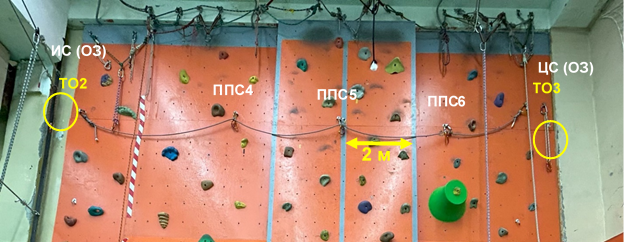 ИС (ОЗ)
ТО2
ППС4
ППС5
ППС6
ЦС (ОЗ)
ТО3
2 м